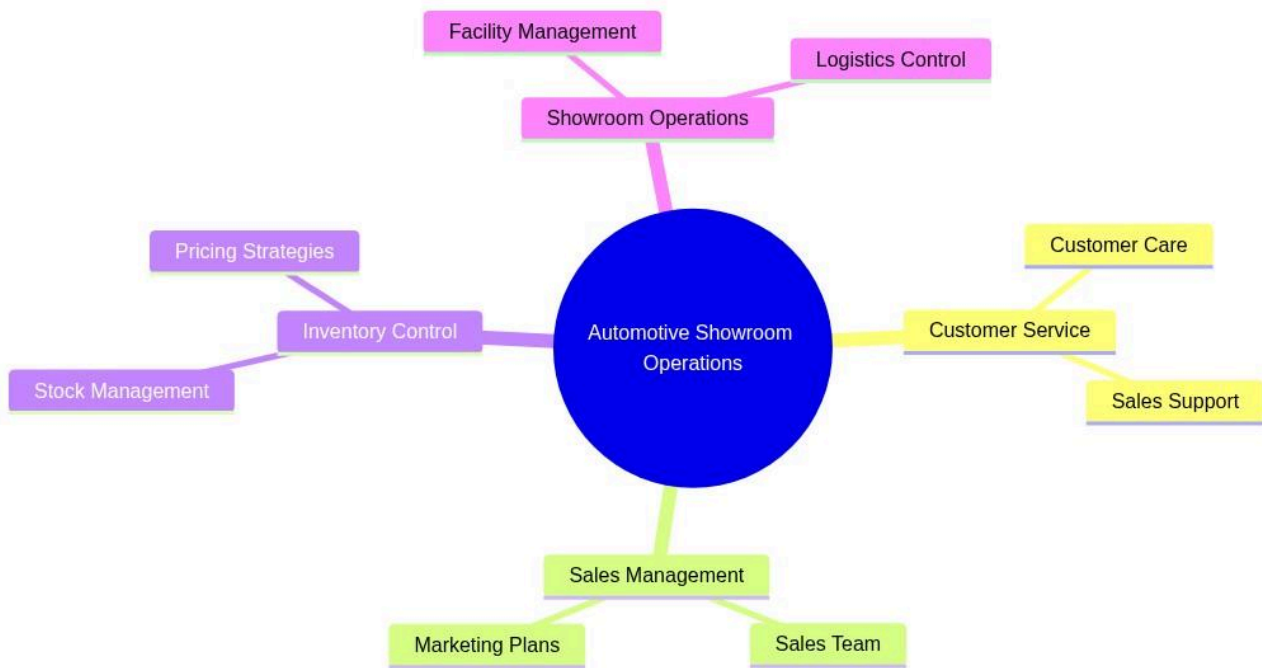 Facility Management
Logistics Control
Showroom Operations
Pricing Strategies
Customer Care
Inventory Control
Automotive Showroom
Operations
Customer Service
Stock Management
Sales Support
Sales Management
Marketing Plans
Sales Team